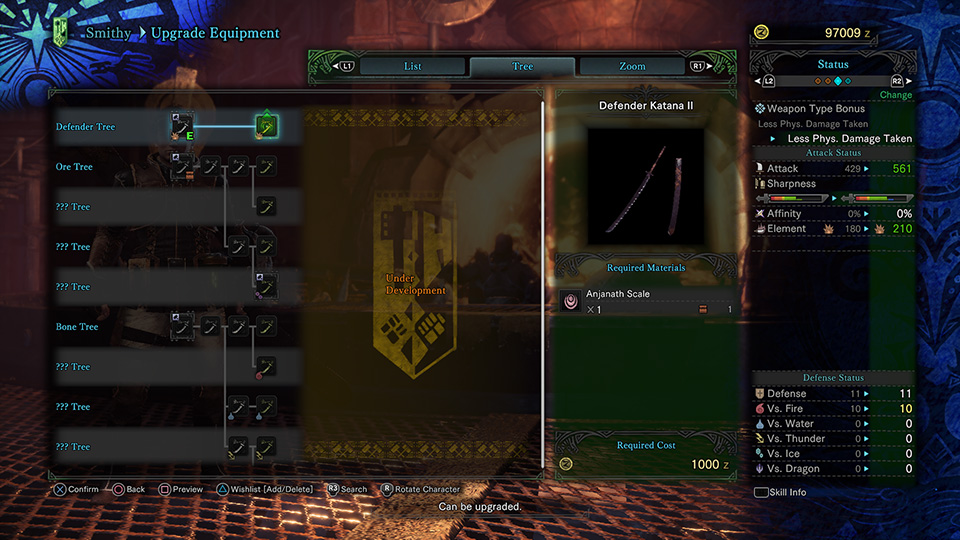 Smithy Upgrade Equipment
97009 z
L1 List Tree Zoom R1
Status
L2 R2
Change
Weapon Type Bonus
Less Phys. Damage Taken
Less Phys. Damage Taken
Attack Status
Attack 429 561
Sharpness
Affinity 0% 0%
Element 180 210
Defender Tree
E
Ore Tree
??? Tree
??? Tree
??? Tree
Bone Tree
??? Tree
??? Tree
??? Tree
Under
Development
Defender Katana II
Required Materials
Anjanath Scale
X 1 1
Required Cost
1000 z
Defense Status
Defense 11 11
Vs. Fire 10 10
Vs. Water 0 0
Vs. Thunder 0 0
Vs. Ice 0 0
Vs. Dragon 0 0
Skill Info
Confirm Back Preview Wishlist [Add/Delete] R3 Search R Rotate Character
Can be upgraded.